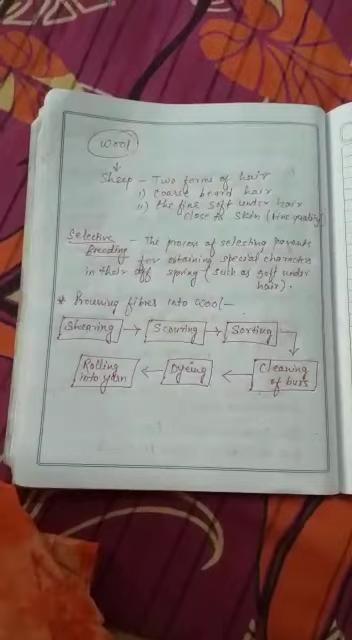 Wool
Sheep - Two forms of hair
i) Coarse beard hair
ii) the fine soft under hair
close to skin (fine quality)
Selective breeding - The process of selecting parents
for obtaining special characters
in their off spring (such as soft under
hair).
* Processing fibres into wool -
Shearing → Scouring → Sorting
Rolling into yarn ← Dyeing ← Cleaning of burs